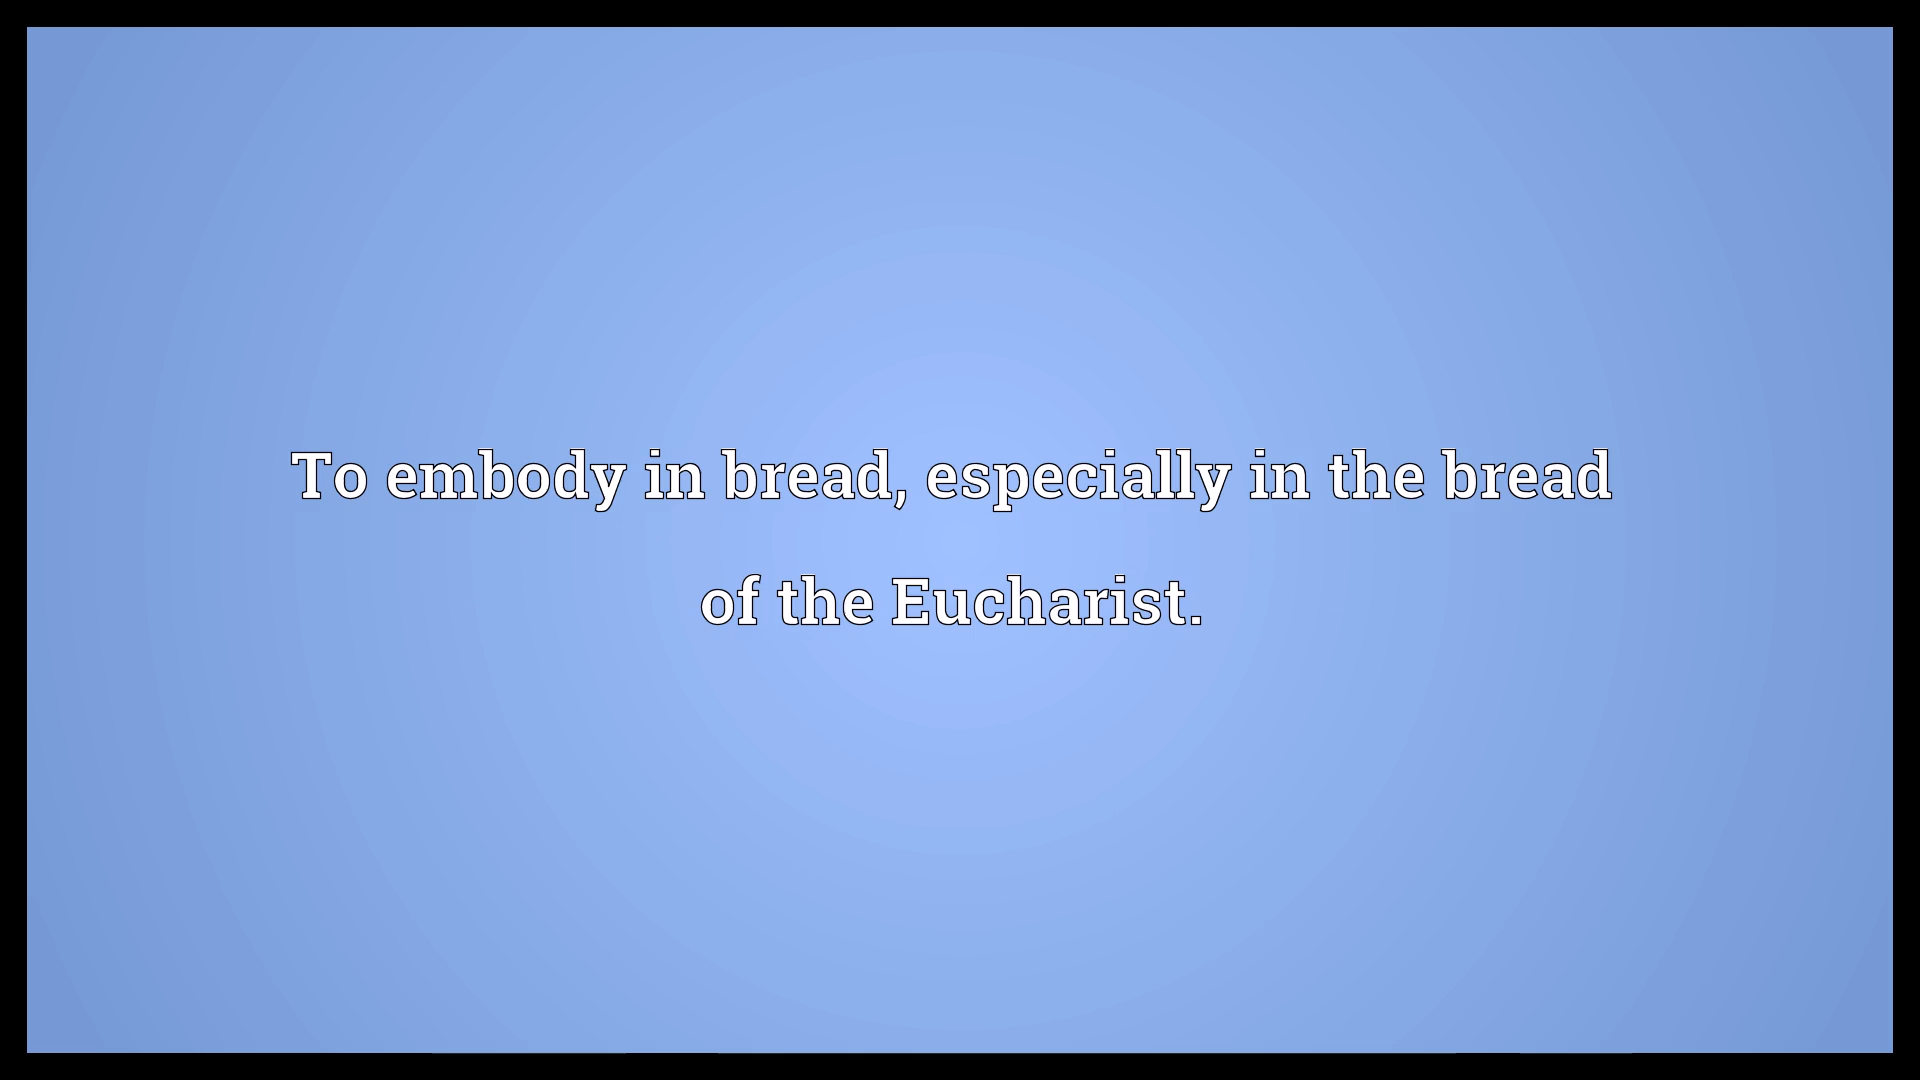 To embody in bread, especially in the bread
of the Eucharist.